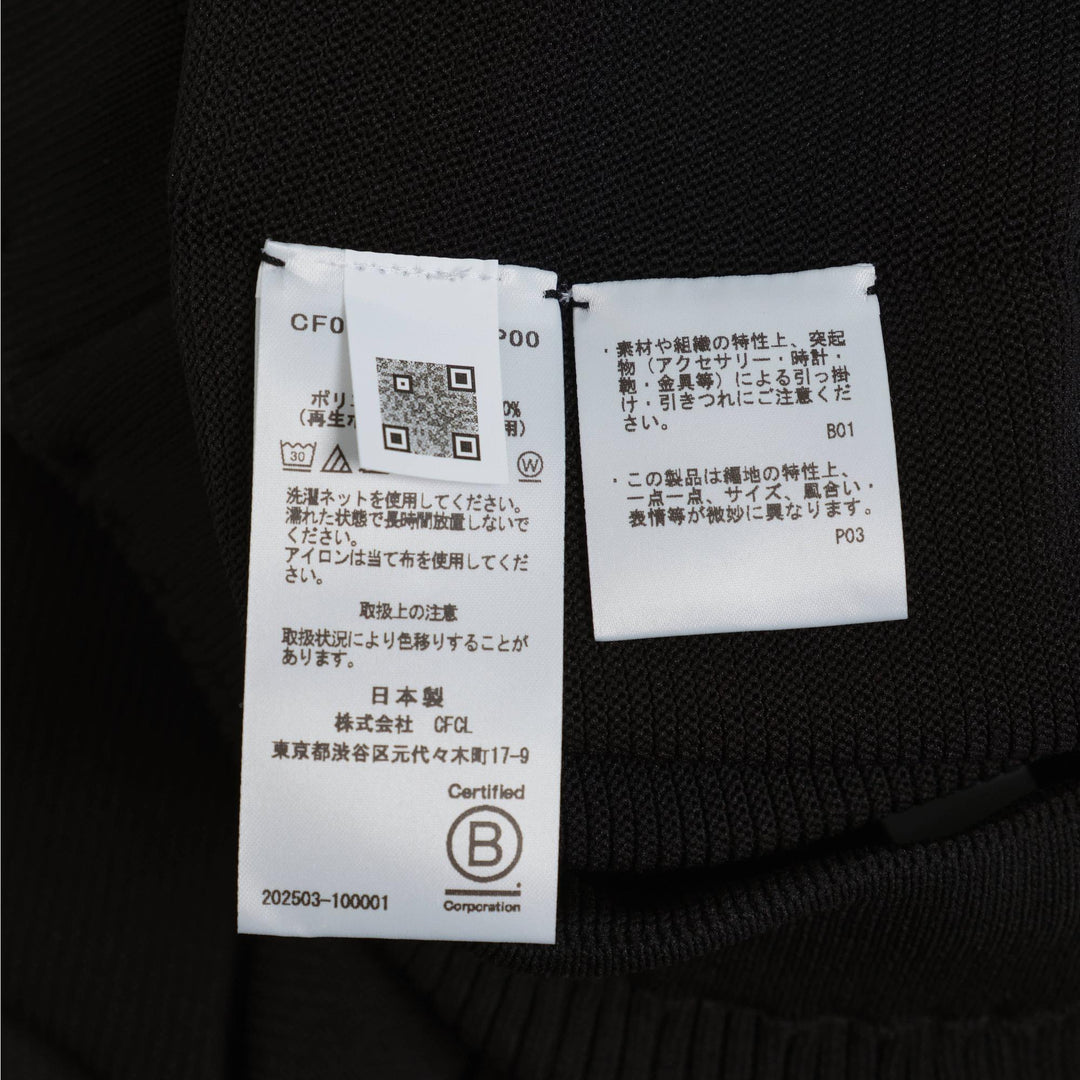 CF0
P00
ポリ
0%
(再生
用)
30
W
洗濯ネットを使用してください。
濡れた状態で長時間放置しないで
ください。
アイロンは当て布を使用してくだ
さい。
取扱上の注意
取扱状況により色移りすることが
あります。
日本製
株式会社 CFCL
東京都渋谷区元代々木町17-9
Certified
B
Corporation
202503-100001
・素材や組織の特性上、突起
物(アクセサリー・時計・
鞄・金具等)による引っ掛
け・引きつれにご注意くだ
さい。
B01
・この製品は編地の特性上、
一点一点、サイズ、風合い・
表情等が微妙に異なります。
P03